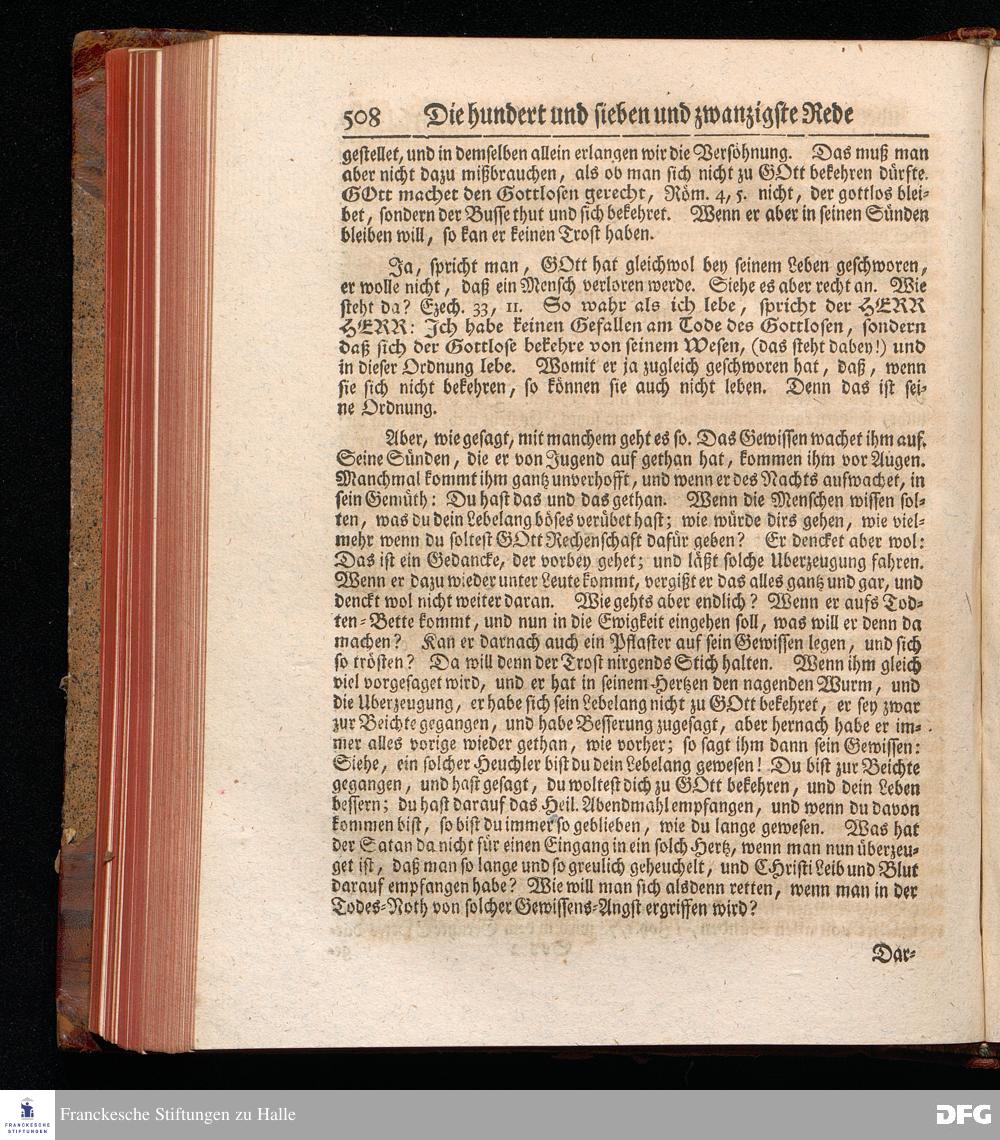 508 Die hundert und sieben und zwanzigste Rede
gestellet, und in demselben allein erlangen wir die Versöhnung. Das muß man
aber nicht dazu mißbrauchen, als ob man sich nicht zu GOtt bekehren dürfte.
GOtt machet den Gottlosen gerecht, Röm. 4, 5. nicht, der gottlos blei-
bet, sondern der Busse thut und sich bekehret. Wenn er aber in seinen Sünden
bleiben will, so kan er keinen Trost haben.
Ja, spricht man, GOtt hat gleichwol bey seinem Leben geschworen,
er wolle nicht, daß ein Mensch verloren werde. Siehe es aber recht an. Wie
steht da? Ezech. 33, 11. So wahr als ich lebe, spricht der HERR
HERR: Ich habe keinen Gefallen am Tode des Gottlosen, sondern
daß sich der Gottlose bekehre von seinem Wesen, (das steht dabey!) und
in dieser Ordnung lebe. Womit er ja zugleich geschworen hat, daß, wenn
sie sich nicht bekehren, so können sie auch nicht leben. Denn das ist sei-
ne Ordnung.
Aber, wie gesagt, mit manchem geht es so. Das Gewissen wachet ihm auf.
Seine Sünden, die er von Jugend auf gethan hat, kommen ihm vor Augen.
Manchmal kommt ihm gantz unverhofft, und wenn er des Nachts aufwachet, in
sein Gemüth: Du hast das und das gethan. Wenn die Menschen wissen sol-
ten, was du dein Lebelang böses verübet hast; wie würde dirs gehen, wie viel-
mehr wenn du soltest GOtt Rechenschaft dafür geben? Er dencket aber wol:
Das ist ein Gedancke, der vorbey gehet; und läßt solche Uberzeugung fahren.
Wenn er dazu wieder unter Leute kommt, vergißt er das alles gantz und gar, und
denckt wol nicht weiter daran. Wie gehts aber endlich? Wenn er aufs Tod-
ten-Bette kommt, und nun in die Ewigkeit eingehen soll, was will er denn da
machen? Kan er darnach auch ein Pflaster auf sein Gewissen legen, und sich
so trösten? Da will denn der Trost nirgends Stich halten. Wenn ihm gleich
viel vorgesaget wird, und er hat in seinem Hertzen den nagenden Wurm, und
die Uberzeugung, er habe sich sein Lebelang nicht zu GOtt bekehret, er sey zwar
zur Beichte gegangen, und habe Besserung zugesagt, aber hernach habe er im-
mer alles vorige wieder gethan, wie vorher; so sagt ihm dann sein Gewissen:
Siehe, ein solcher Heuchler bist du dein Lebelang gewesen! Du bist zur Beichte
gegangen, und hast gesagt, du woltest dich zu GOtt bekehren, und dein Leben
bessern; du hast darauf das Heil. Abendmahl empfangen, und wenn du davon
kommen bist, so bist du immer so geblieben, wie du lange gewesen. Was hat
der Satan da nicht für einen Eingang in ein solch Hertz, wenn man nun überzeu-
get ist, daß man so lange und so greulich geheuchelt, und CHristi Leib und Blut
darauf empfangen habe? Wie will man sich alsdenn retten, wenn man in der
Todes-Noth von solcher Gewissens-Angst ergriffen wird?
Dar-
FRANCKESCHE
STIFTUNGEN
Franckesche Stiftungen zu Halle
DFG